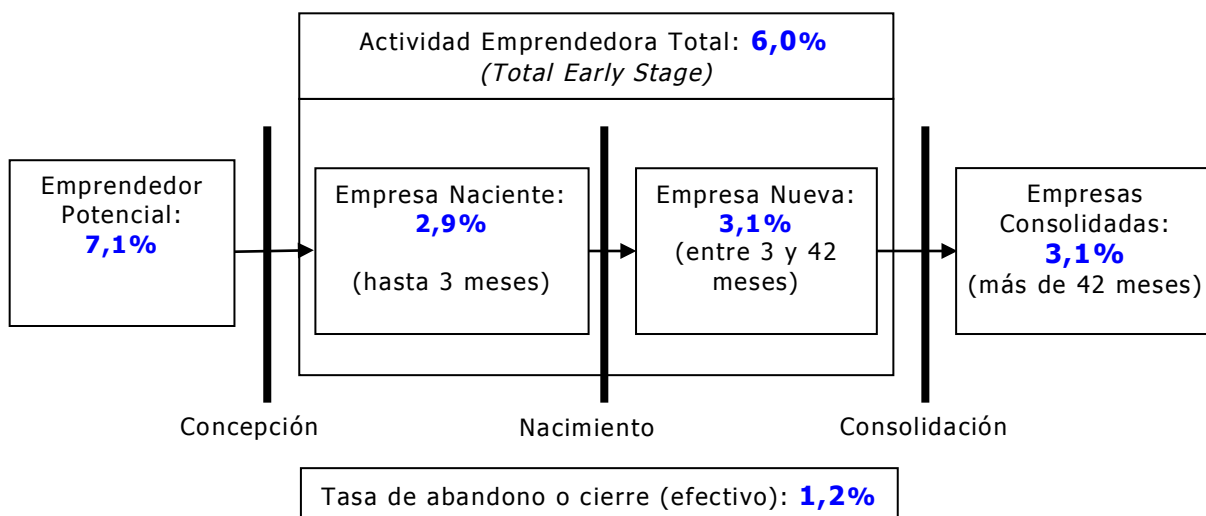 Actividad Emprendedora Total: 6,0%
(Total Early Stage)
Emprendedor
Potencial:
7,1%
Empresa Naciente:
2,9%
(hasta 3 meses)
Empresa Nueva:
3,1%
(entre 3 y 42
meses)
Empresas
Consolidadas:
3,1%
(más de 42 meses)
Concepción
Nacimiento
Consolidación
Tasa de abandono o cierre (efectivo): 1,2%